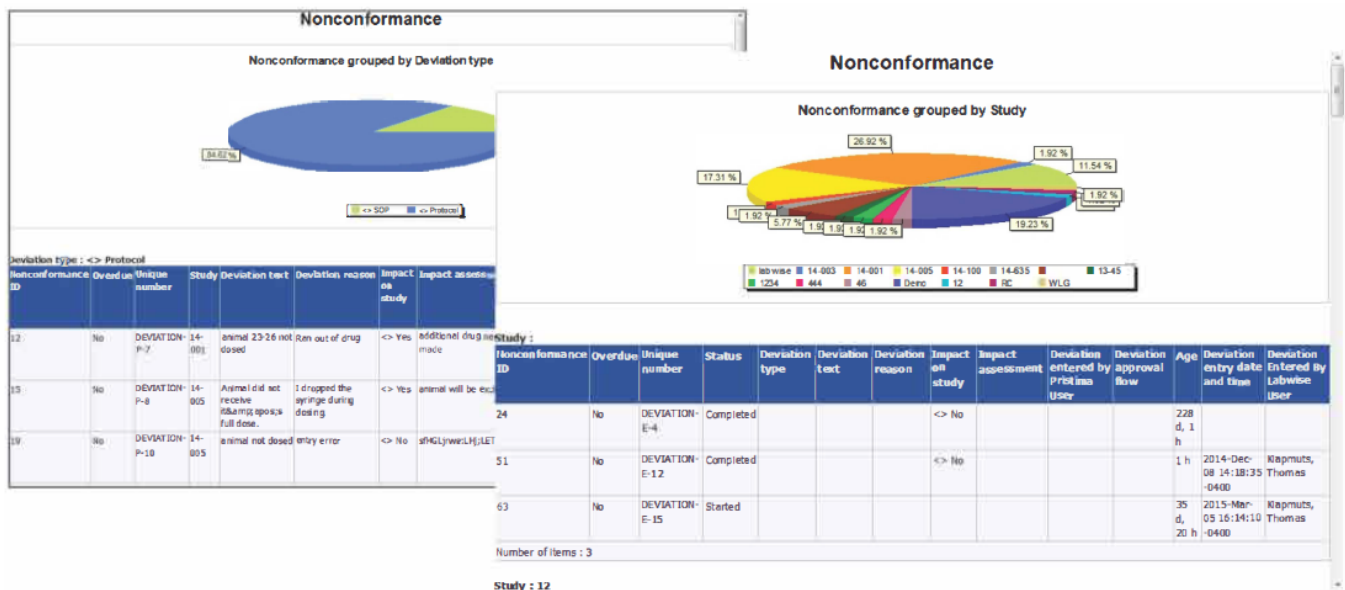 Nonconformance
Nonconformance grouped by Deviation type
84.62 %
<> SOP <> Protocol
Deviation type : <> Protocol
Nonconformance ID Overdue Unique number Study Deviation text Deviation reason Impact on study
12 No DEVIATION-P-7 14-001 animal 23-26 not dosed Ran out of drug <> Yes additional drug made
13 No DEVIATION-P-8 14-005 Animal did not receive it&amp;apos;s full dose. I dropped the syringe during dosing. <> Yes animal will be
19 No DEVIATION-P-10 14-005 animal not dosed entry error <> No
Nonconformance
Nonconformance grouped by Study
26.92 %
1.92 %
11.54 %
17.31 %
1.92 %
1.92 %
5.77 %
1.92 %
19.23 %
labwise 14-003 14-001 14-005 14-100 14-635 13-45
1234 444 46 Demo 12 RC WLG
Study :
Nonconformance ID Overdue Unique number Status Deviation type Deviation text Deviation reason Impact on study Impact assessment Deviation entered by Pristima User Deviation approval flow Age Deviation entry date and time Deviation Entered By Labwise User
24 No DEVIATION-E-4 Completed <> No 228 d, 1 h
51 No DEVIATION-E-12 Completed <> No 1 h 2014-Dec-08 14:18:35 -0400 Klapmuts, Thomas
63 No DEVIATION-E-15 Started 35 d, 20 h 2015-Mar-05 16:14:10 -0400 Klapmuts, Thomas
Number of items : 3
Study : 12